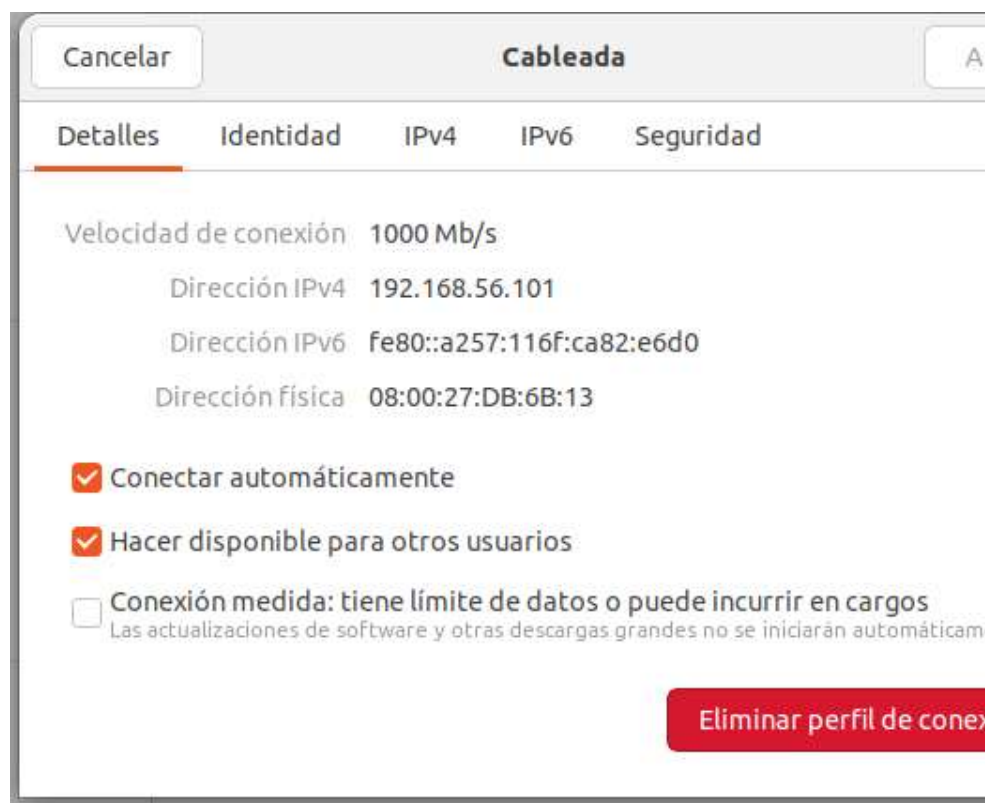 Cancelar Cableada
Detalles Identidad IPv4 IPv6 Seguridad
Velocidad de conexión 1000 Mb/s
Dirección IPv4 192.168.56.101
Dirección IPv6 fe80::a257:116f:ca82:e6d0
Dirección física 08:00:27:DB:6B:13
Conectar automáticamente
Hacer disponible para otros usuarios
Conexión medida: tiene límite de datos o puede incurrir en cargos
Las actualizaciones de software y otras descargas grandes no se iniciarán
Eliminar perfil de